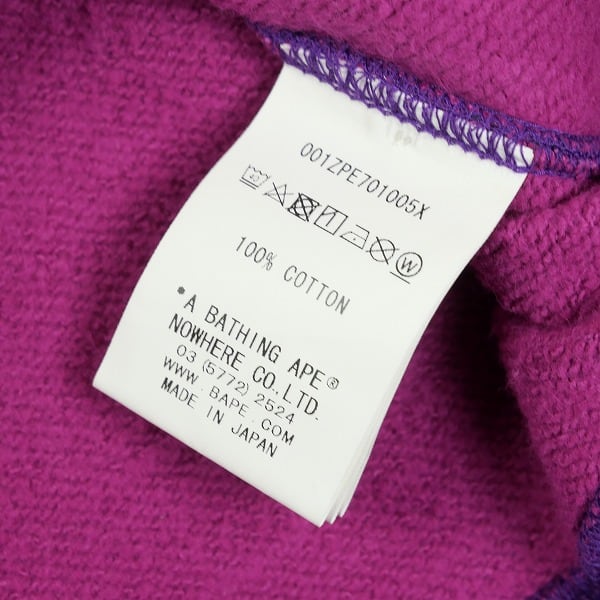 001ZPE701005X
W
100% COTTON
*A BATHING APE®
NOWHERE CO.LTD.
03(5772)2524
WWW.BAPE.COM
MADE IN JAPAN